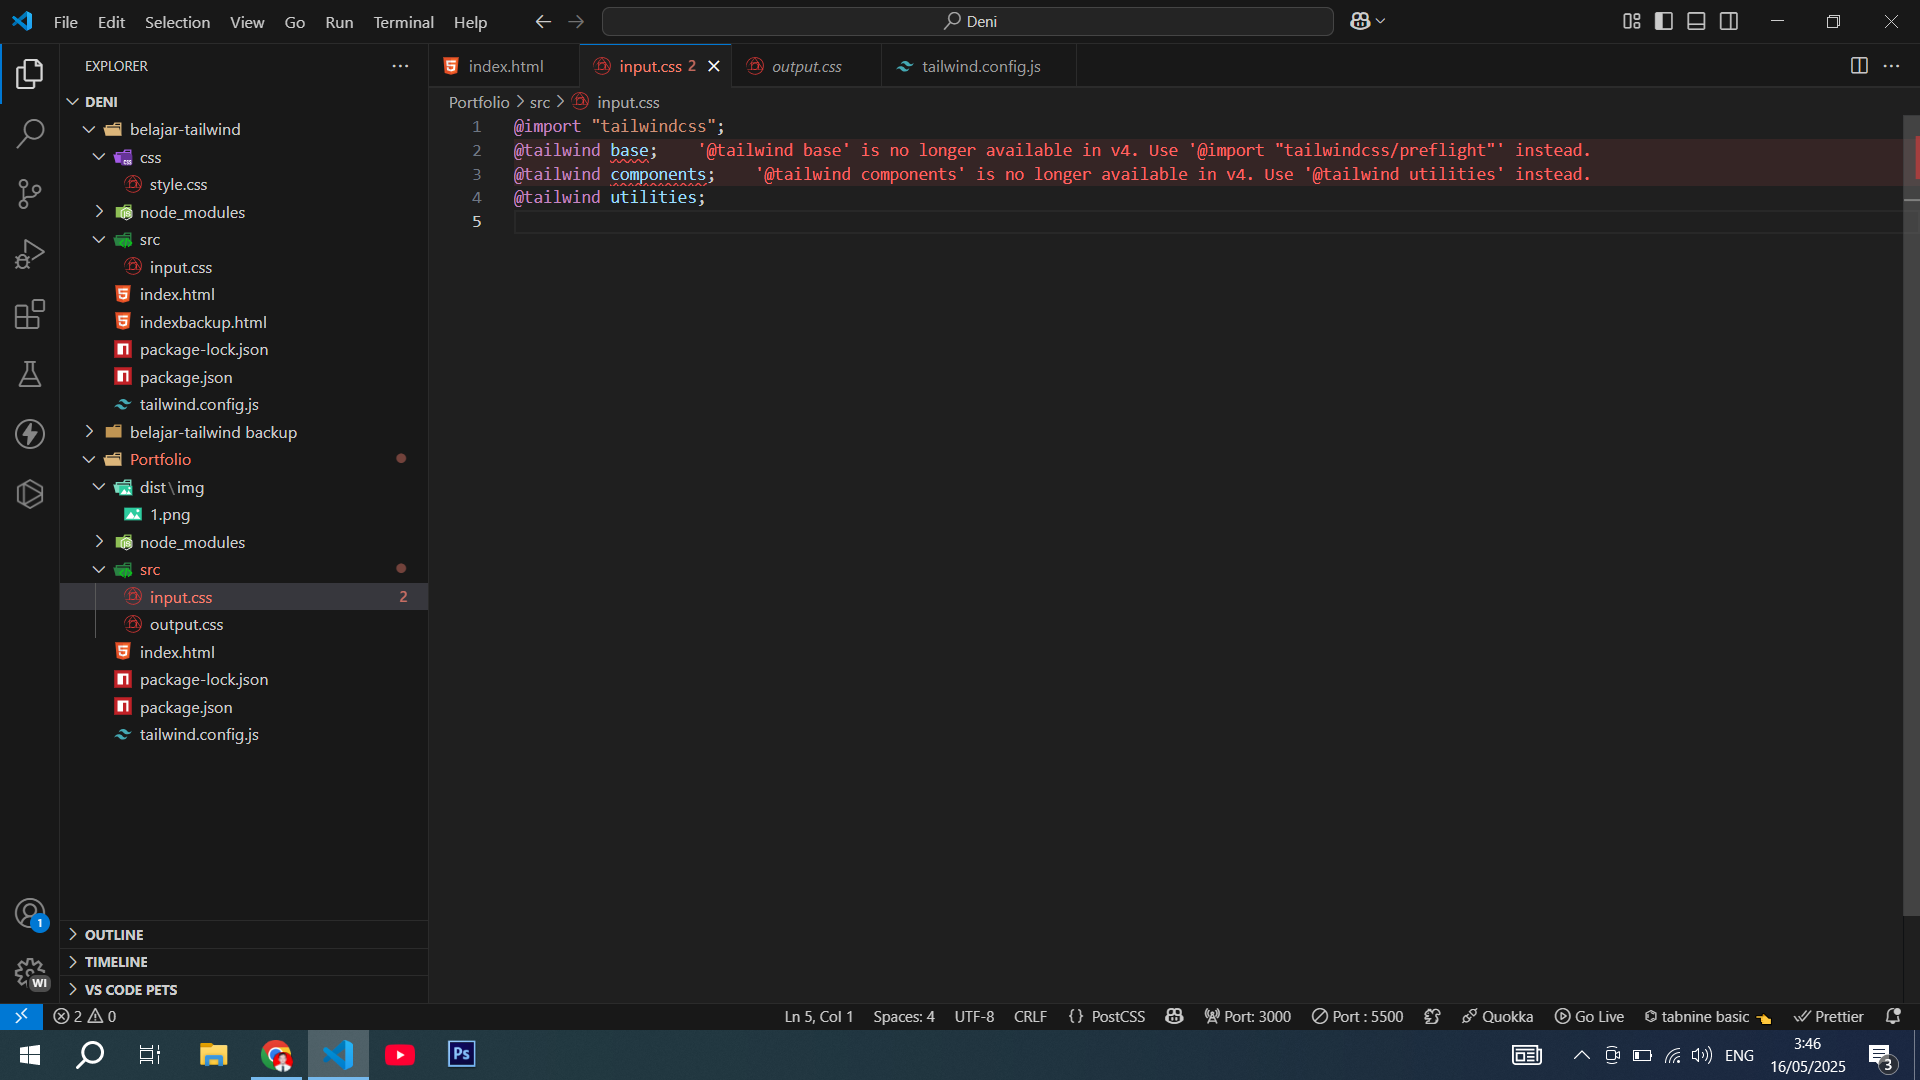 File Edit Selection View Go Run Terminal Help
Deni
EXPLORER
DENI
belajar-tailwind
css
style.css
node_modules
src
input.css
index.html
indexbackup.html
package-lock.json
package.json
tailwind.config.js
belajar-tailwind backup
Portfolio
dist\img
1.png
node_modules
src
input.css 2
output.css
index.html
package-lock.json
package.json
tailwind.config.js
OUTLINE
TIMELINE
VS CODE PETS
1
WI
index.html input.css 2 output.css tailwind.config.js
Portfolio src input.css
1 @import "tailwindcss";
2 @tailwind base; '@tailwind base' is no longer available in v4. Use '@import "tailwindcss/preflight"' instead.
3 @tailwind components; '@tailwind components' is no longer available in v4. Use '@tailwind utilities' instead.
4 @tailwind utilities;
5
2 0 Ln 5, Col 1 Spaces: 4 UTF-8 CRLF {} PostCSS Port: 3000 Port : 5500 Quokka Go Live tabnine basic Prettier
Ps ENG 3:46
16/05/2025 3